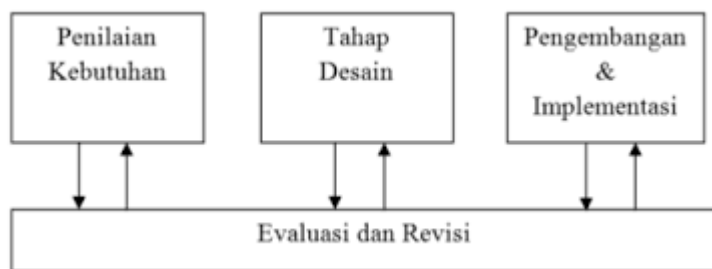 Penilaian
Kebutuhan
Tahap
Desain
Pengembangan
&
Implementasi
Evaluasi dan Revisi